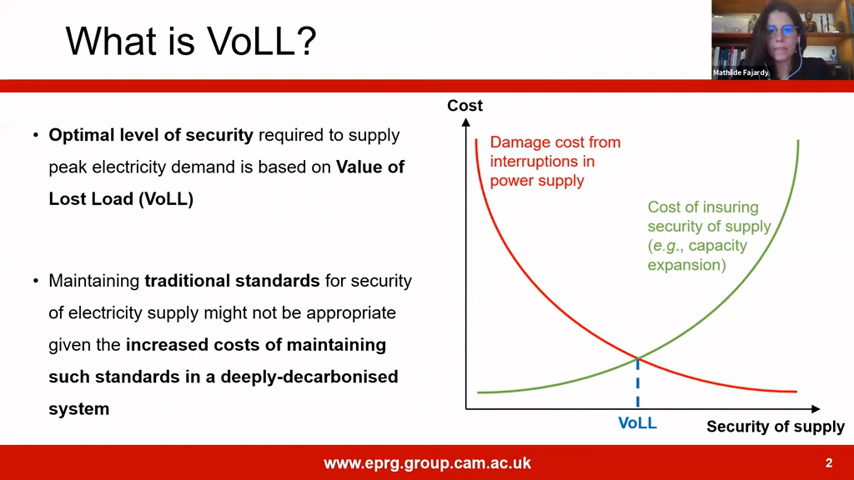 What is VoLL?
Mathilde Fajardy
• Optimal level of security required to supply
peak electricity demand is based on Value of
Lost Load (VoLL)
• Maintaining traditional standards for security
of electricity supply might not be appropriate
given the increased costs of maintaining
such standards in a deeply-decarbonised
system
Cost
Damage cost from
interruptions in
power supply
Cost of insuring
security of supply
(e.g., capacity
expansion)
VoLL
Security of supply
www.eprg.group.cam.ac.uk
2